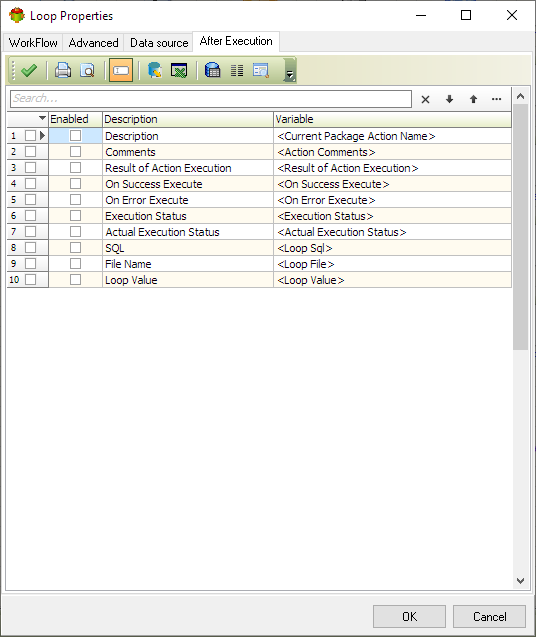 Loop Properties
WorkFlow Advanced Data source After Execution
Search...
Enabled Description Variable
1 Description <Current Package Action Name>
2 Comments <Action Comments>
3 Result of Action Execution <Result of Action Execution>
4 On Success Execute <On Success Execute>
5 On Error Execute <On Error Execute>
6 Execution Status <Execution Status>
7 Actual Execution Status <Actual Execution Status>
8 SQL <Loop Sql>
9 File Name <Loop File>
10 Loop Value <Loop Value>
OK Cancel